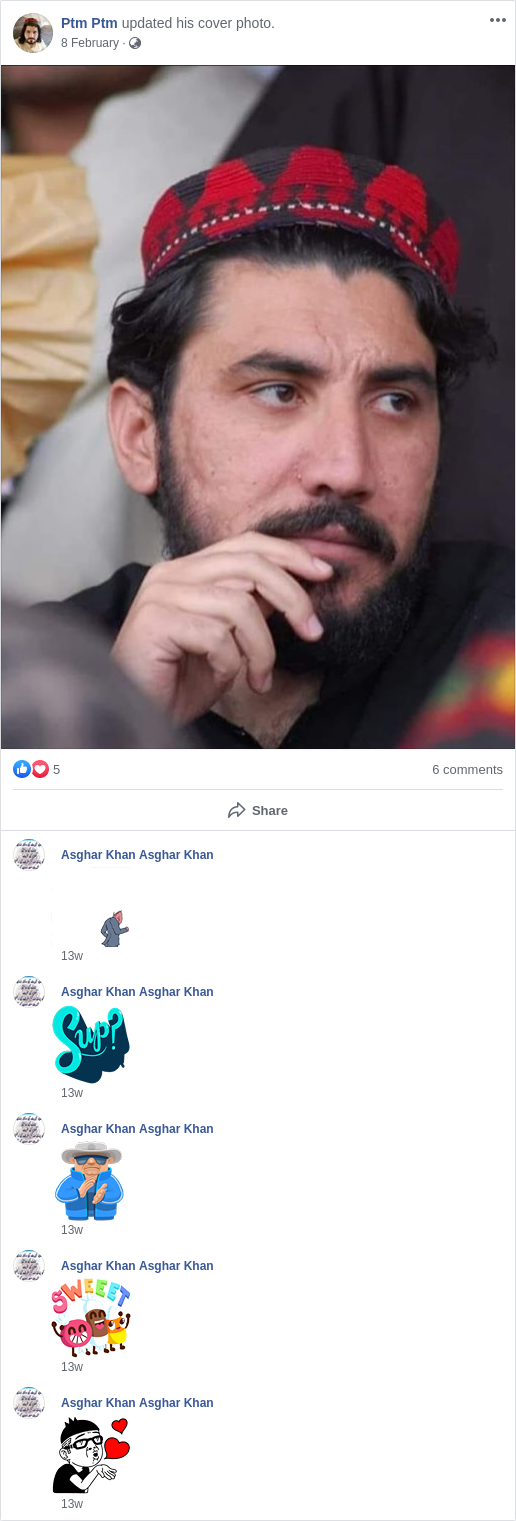 Ptm Ptm updated his cover photo.
8 February ·
5
6 comments
Share
Asghar Khan Asghar Khan
13w
Asghar Khan Asghar Khan
Sup?
13w
Asghar Khan Asghar Khan
13w
Asghar Khan Asghar Khan
SWEEET
13w
Asghar Khan Asghar Khan
13w